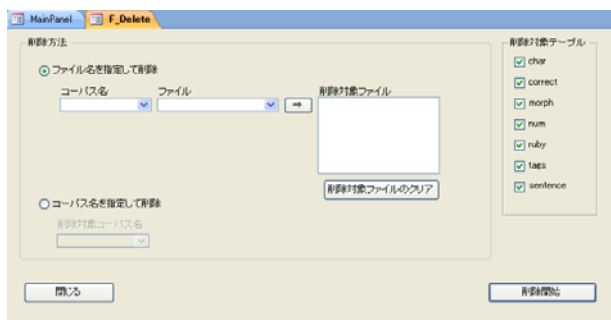 MainPanel F_Delete
削除方法
ファイル名を指定して削除
コーパス名 ファイル
⇒
削除対象ファイル
削除対象ファイルのクリア
コーパス名を指定して削除
削除対象コーパス名
削除対象テーブル
char
correct
morph
num
ruby
tags
sentence
閉じる
削除開始